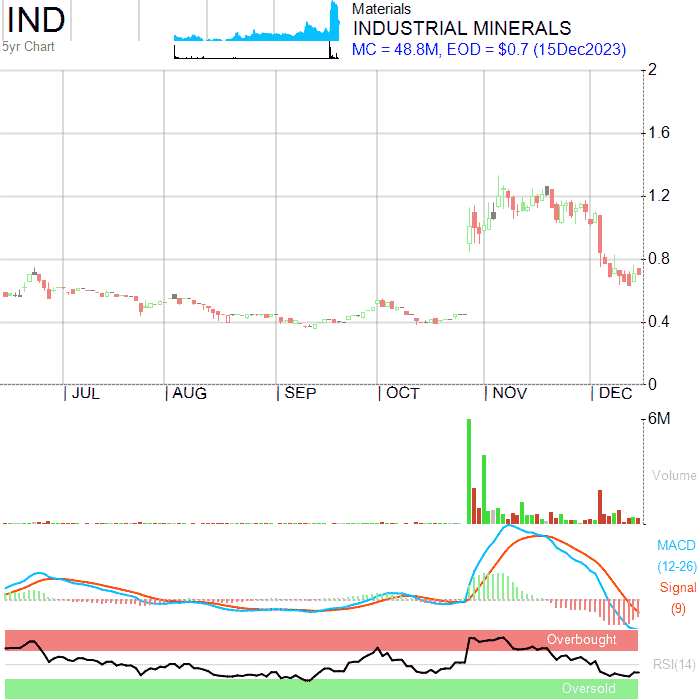 IND
5yr Chart
Materials
INDUSTRIAL MINERALS
MC = 48.8M, EOD = $0.7 (15Dec2023)
2
1.6
1.2
0.8
0.4
0
JUL AUG SEP OCT NOV DEC
6M
Volume
MACD
(12-26)
Signal
(9)
Overbought
RSI(14)
Oversold